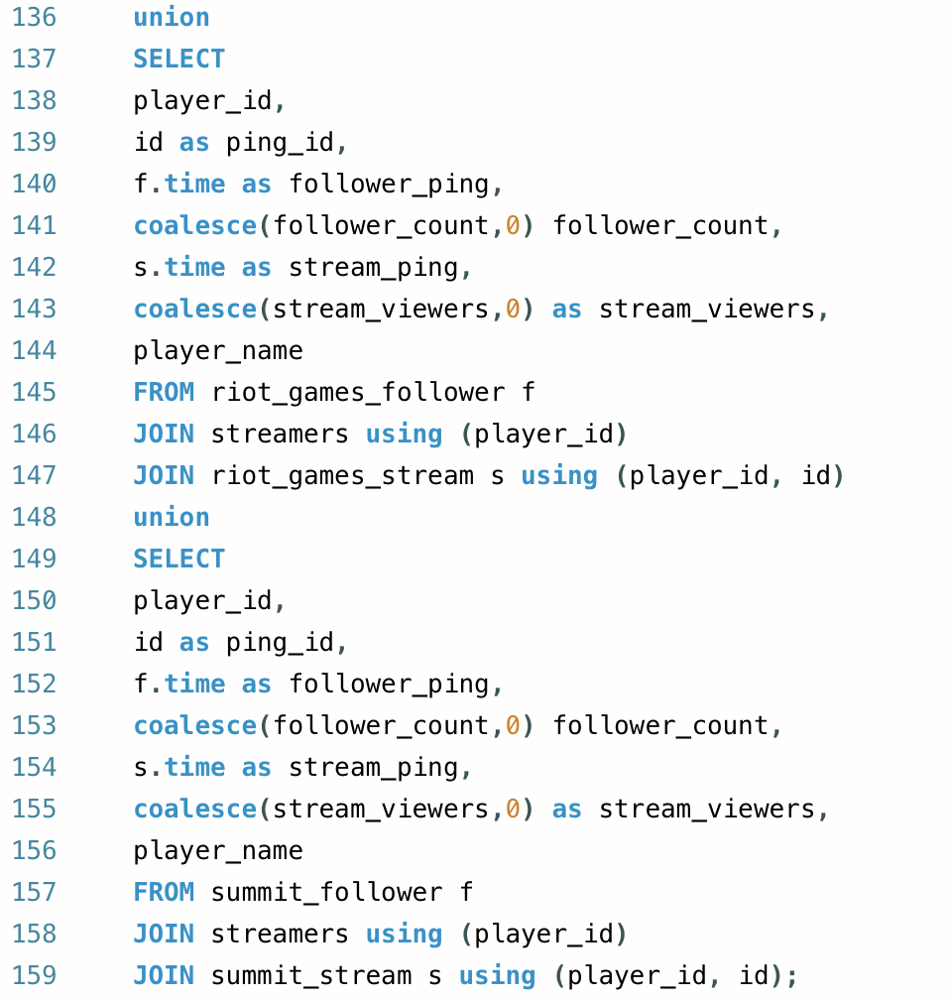 136 union
137 SELECT
138 player_id,
139 id as ping_id,
140 f.time as follower_ping,
141 coalesce(follower_count,0) follower_count,
142 s.time as stream_ping,
143 coalesce(stream_viewers,0) as stream_viewers,
144 player_name
145 FROM riot_games_follower f
146 JOIN streamers using (player_id)
147 JOIN riot_games_stream s using (player_id, id)
148 union
149 SELECT
150 player_id,
151 id as ping_id,
152 f.time as follower_ping,
153 coalesce(follower_count,0) follower_count,
154 s.time as stream_ping,
155 coalesce(stream_viewers,0) as stream_viewers,
156 player_name
157 FROM summit_follower f
158 JOIN streamers using (player_id)
159 JOIN summit_stream s using (player_id, id);